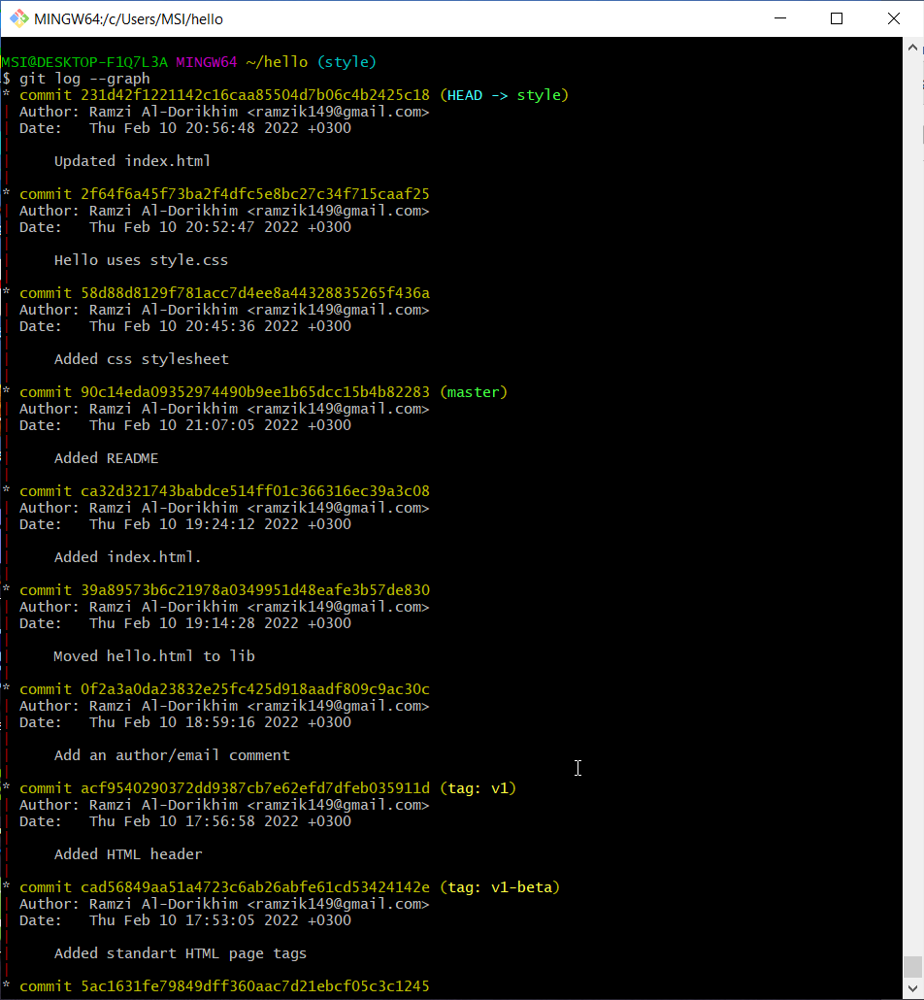 MINGW64:/c/Users/MSI/hello
MSI@DESKTOP-F1Q7L3A MINGW64 ~/hello (style)
$ git log --graph
* commit 231d42f1221142c16caa85504d7b06c4b2425c18 (HEAD -> style)
| Author: Ramzi Al-Dorikhim <ramzik149@gmail.com>
| Date:   Thu Feb 10 20:56:48 2022 +0300
|
|     Updated index.html
|
* commit 2f64f6a45f73ba2f4dfc5e8bc27c34f715caaf25
| Author: Ramzi Al-Dorikhim <ramzik149@gmail.com>
| Date:   Thu Feb 10 20:52:47 2022 +0300
|
|     Hello uses style.css
|
* commit 58d88d8129f781acc7d4ee8a44328835265f436a
| Author: Ramzi Al-Dorikhim <ramzik149@gmail.com>
| Date:   Thu Feb 10 20:45:36 2022 +0300
|
|     Added css stylesheet
|
* commit 90c14eda09352974490b9ee1b65dcc15b4b82283 (master)
| Author: Ramzi Al-Dorikhim <ramzik149@gmail.com>
| Date:   Thu Feb 10 21:07:05 2022 +0300
|
|     Added README
|
* commit ca32d321743babdce514ff01c366316ec39a3c08
| Author: Ramzi Al-Dorikhim <ramzik149@gmail.com>
| Date:   Thu Feb 10 19:24:12 2022 +0300
|
|     Added index.html.
|
* commit 39a89573b6c21978a0349951d48eafe3b57de830
| Author: Ramzi Al-Dorikhim <ramzik149@gmail.com>
| Date:   Thu Feb 10 19:14:28 2022 +0300
|
|     Moved hello.html to lib
|
* commit 0f2a3a0da23832e25fc425d918aadf809c9ac30c
| Author: Ramzi Al-Dorikhim <ramzik149@gmail.com>
| Date:   Thu Feb 10 18:59:16 2022 +0300
|
|     Add an author/email comment
|
* commit acf9540290372dd9387cb7e62efd7dfeb035911d (tag: v1)
| Author: Ramzi Al-Dorikhim <ramzik149@gmail.com>
| Date:   Thu Feb 10 17:56:58 2022 +0300
|
|     Added HTML header
|
* commit cad56849aa51a4723c6ab26abfe61cd53424142e (tag: v1-beta)
| Author: Ramzi Al-Dorikhim <ramzik149@gmail.com>
| Date:   Thu Feb 10 17:53:05 2022 +0300
|
|     Added standart HTML page tags
|
* commit 5ac1631fe79849dff360aac7d21ebcf05c3c1245